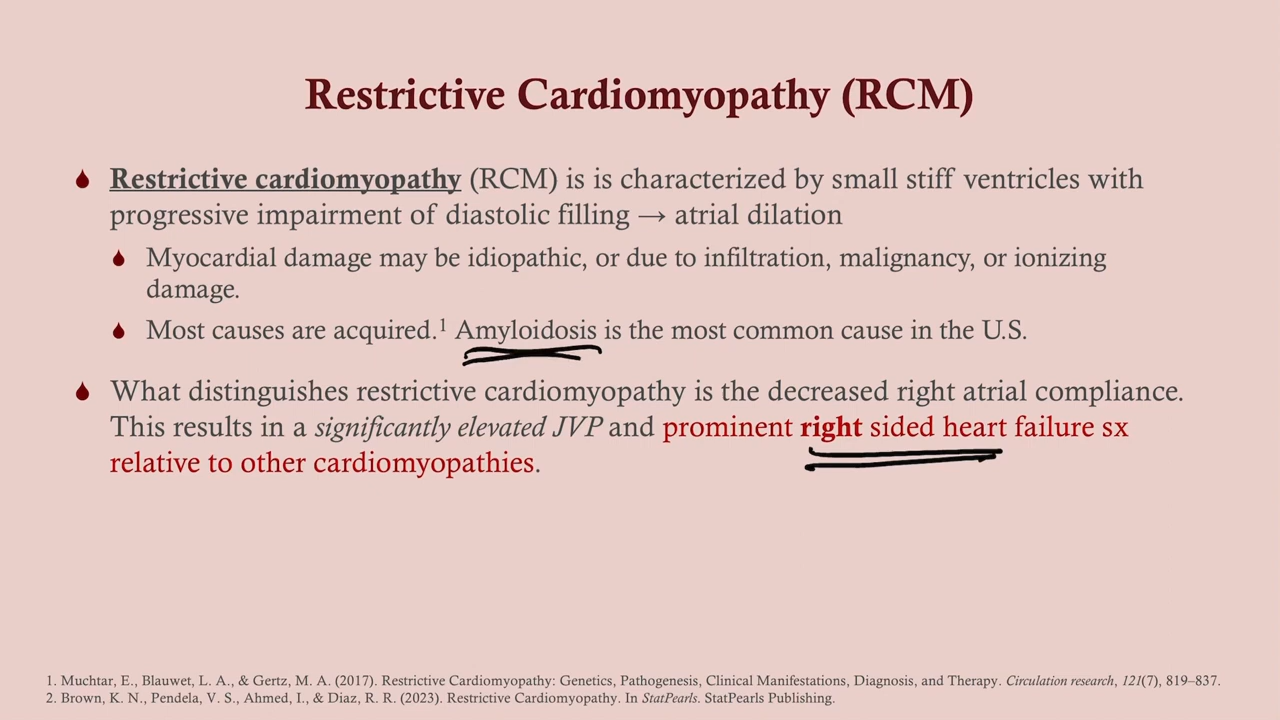 Restrictive Cardiomyopathy (RCM)
Restrictive cardiomyopathy (RCM) is is characterized by small stiff ventricles with
progressive impairment of diastolic filling → atrial dilation
Myocardial damage may be idiopathic, or due to infiltration, malignancy, or ionizing
damage.
Most causes are acquired.¹ Amyloidosis is the most common cause in the U.S.
What distinguishes restrictive cardiomyopathy is the decreased right atrial compliance.
This results in a significantly elevated JVP and prominent right sided heart failure sx
relative to other cardiomyopathies.
1. Muchtar, E., Blauwet, L. A., & Gertz, M. A. (2017). Restrictive Cardiomyopathy: Genetics, Pathogenesis, Clinical Manifestations, Diagnosis, and Therapy. Circulation research, 121(7), 819–837.
2. Brown, K. N., Pendela, V. S., Ahmed, I., & Diaz, R. R. (2023). Restrictive Cardiomyopathy. In StatPearls. StatPearls Publishing.